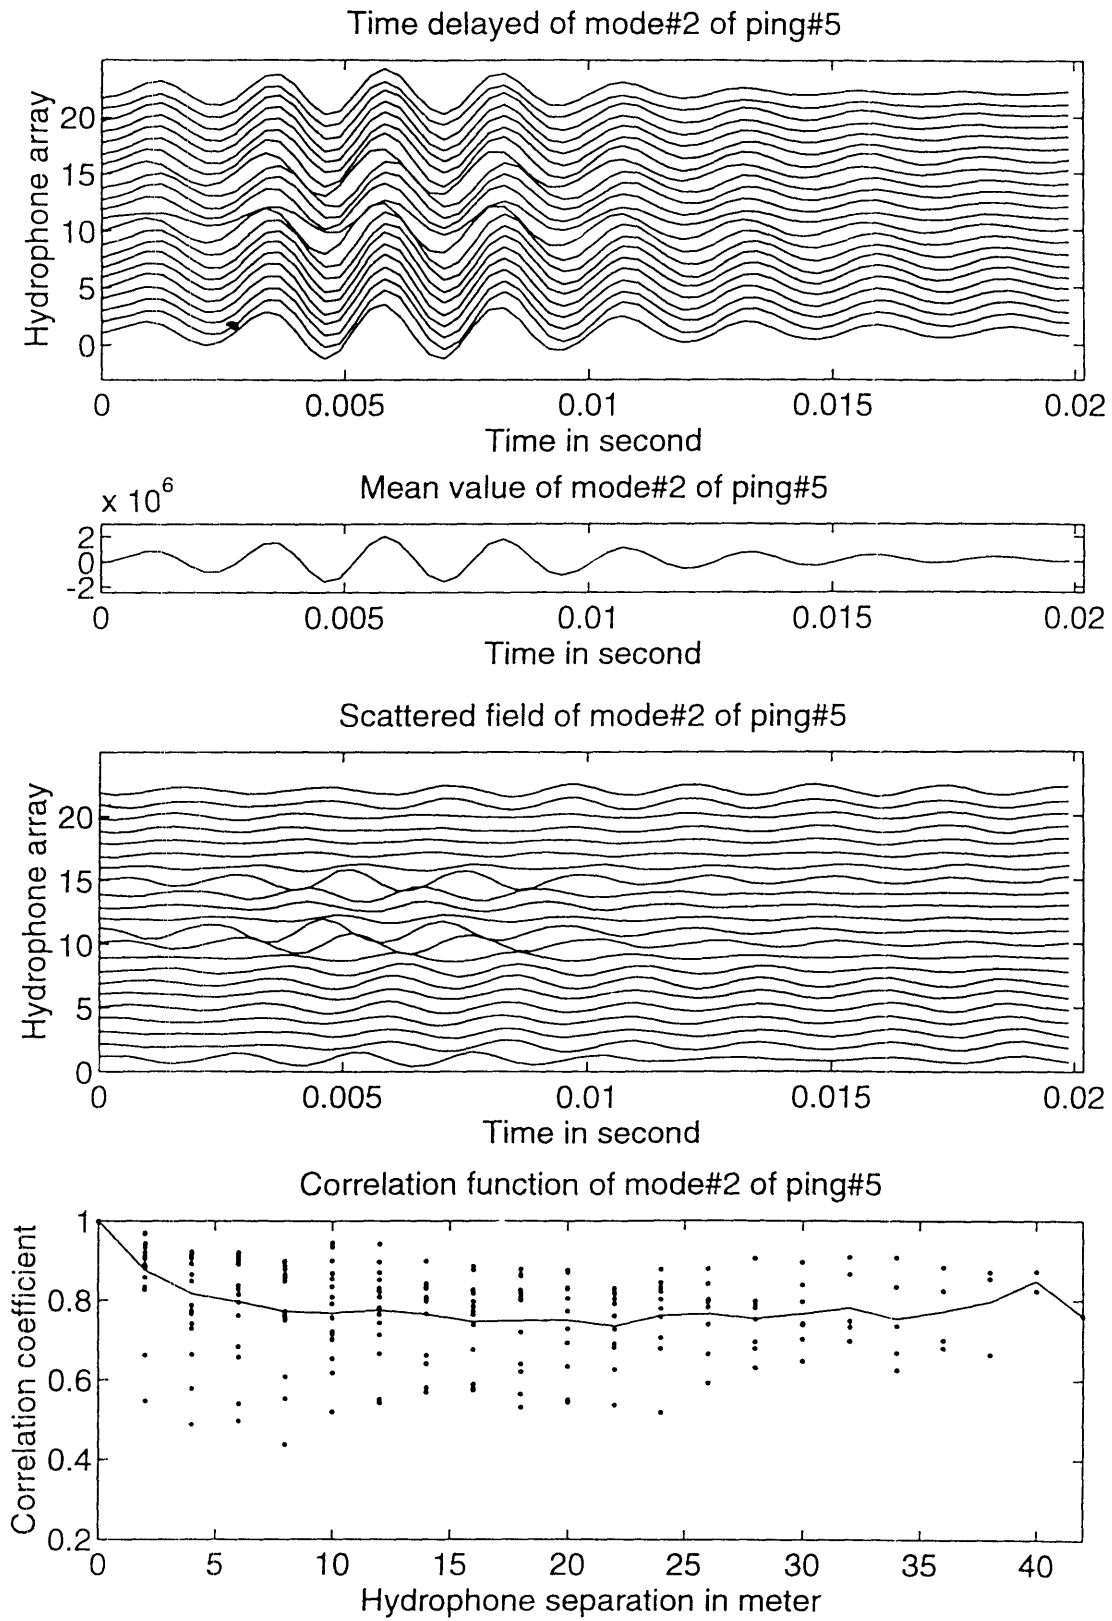 Time delayed of mode#2 of ping#5
Hydrophone array
20
15
10
5
0
0 0.005 0.01 0.015 0.02
Time in second
x 10^6
Mean value of mode#2 of ping#5
2
0
-2
0 0.005 0.01 0.015 0.02
Time in second
Scattered field of mode#2 of ping#5
Hydrophone array
20
15
10
5
0
0 0.005 0.01 0.015 0.02
Time in second
Correlation function of mode#2 of ping#5
Correlation coefficient
1
0.8
0.6
0.4
0.2
0 5 10 15 20 25 30 35 40
Hydrophone separation in meter